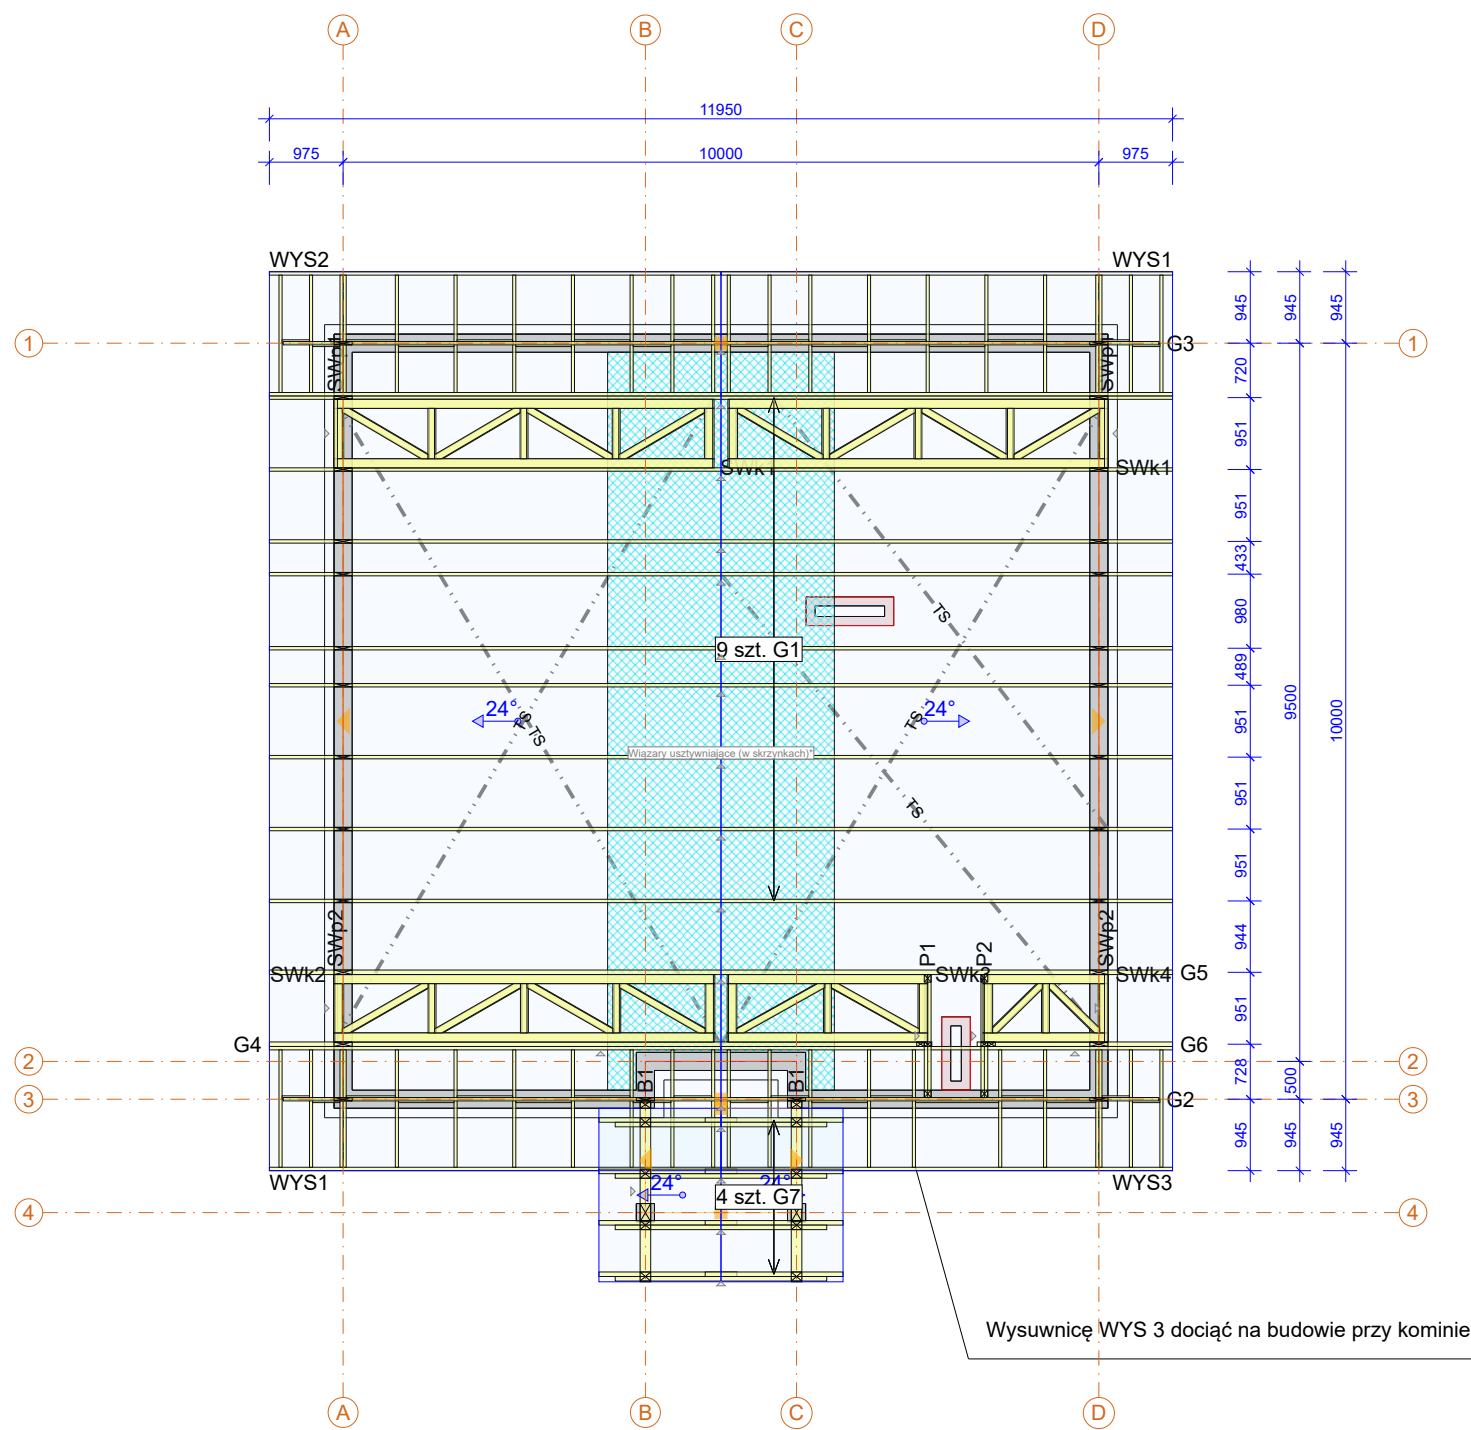 A
B
C
D
11950
975
10000
975
WYS2
WYS1
945
945
945
1
SWp1
SWp1
G3
1
720
951
SWk1
SWk1
951
433
980
TS
9 szt. G1
489
9500
10000
24°
TS
TS
TS
24°
951
Wiązary usztywniające (w skrzynkach)*
951
TS
951
SWp2
P1
P2
SWp2
944
SWk2
SWk3
SWk4
G5
951
G4
G6
2
2
728
500
B1
B1
3
G2
3
945
945
945
WYS1
24°
24°
WYS3
4 szt. G7
4
4
Wysuwnicę WYS 3 dociąć na budowie przy kominie
A
B
C
D